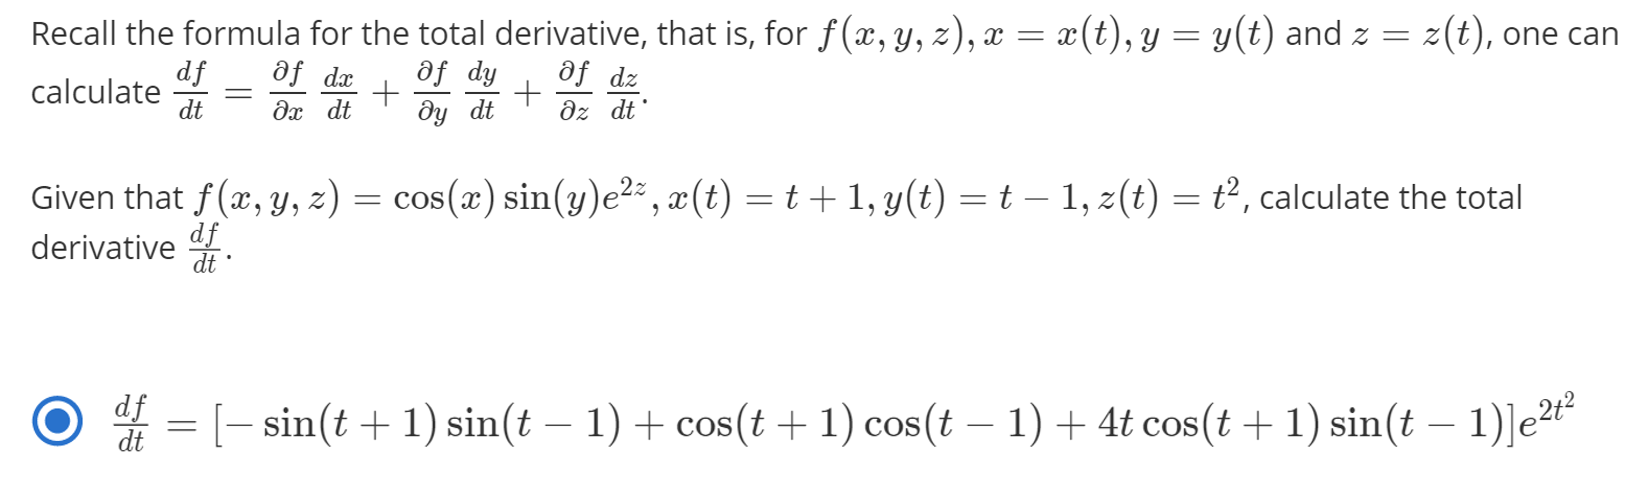 Recall the formula for the total derivative, that is, for f(x, y, z), x = x(t), y = y(t) and z = z(t), one can
calculate df/dt = ∂f/∂x dx/dt + ∂f/∂y dy/dt + ∂f/∂z dz/dt.
Given that f(x, y, z) = cos(x) sin(y)e^{2z}, x(t) = t + 1, y(t) = t − 1, z(t) = t², calculate the total
derivative df/dt.
df/dt = [− sin(t + 1) sin(t − 1) + cos(t + 1) cos(t − 1) + 4t cos(t + 1) sin(t − 1)]e^{2t²}